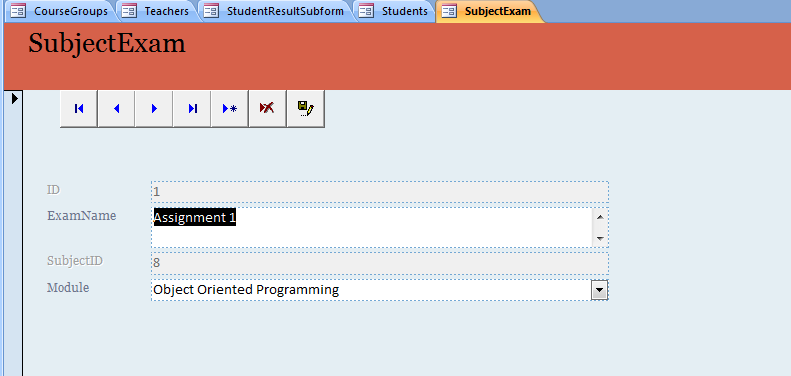 CourseGroups Teachers StudentResultSubform Students SubjectExam
SubjectExam
ID 1
ExamName Assignment 1
SubjectID 8
Module Object Oriented Programming